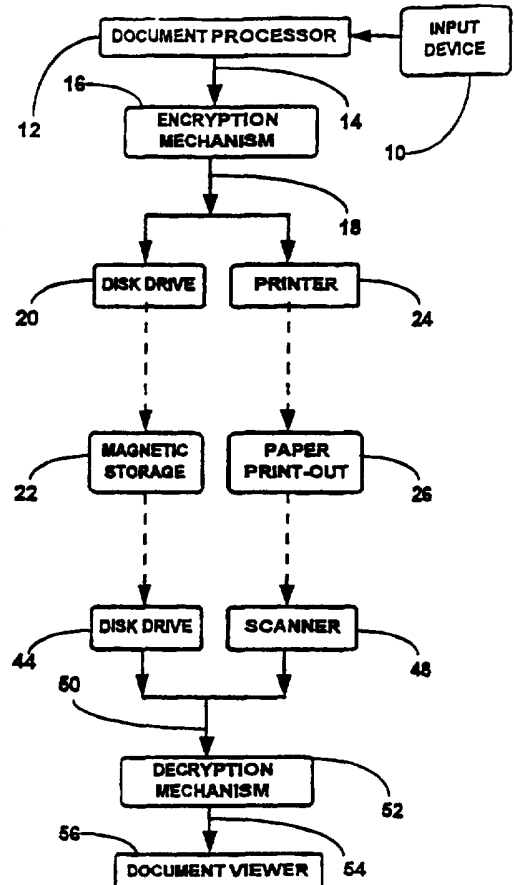 DOCUMENT PROCESSOR
INPUT
DEVICE
16
12
ENCRYPTION
MECHANISM
14
10
18
DISK DRIVE
PRINTER
20
24
MAGNETIC
STORAGE
PAPER
PRINT-OUT
22
26
DISK DRIVE
SCANNER
44
48
50
DECRYPTION
MECHANISM
52
56
DOCUMENT VIEWER
54